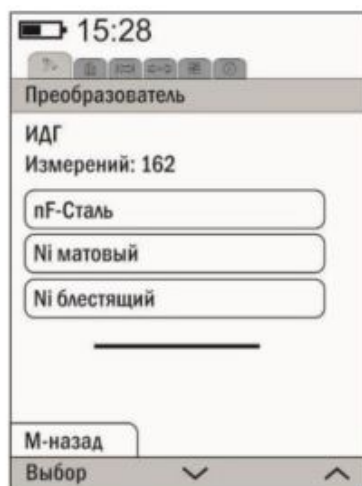 15:28
Преобразователь
ИДГ
Измерений: 162
nF-Сталь
Ni матовый
Ni блестящий
М-назад
Выбор